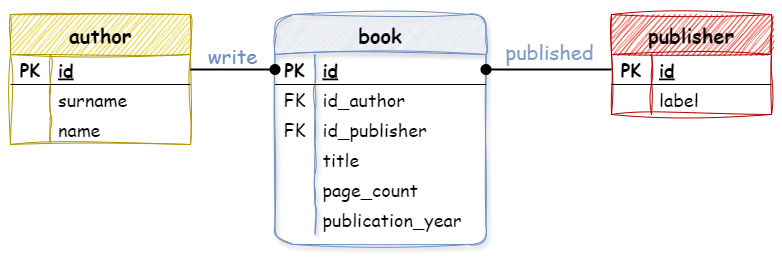 author
PK id
surname
name
write
book
PK id
FK id_author
FK id_publisher
title
page_count
publication_year
published
publisher
PK id
label